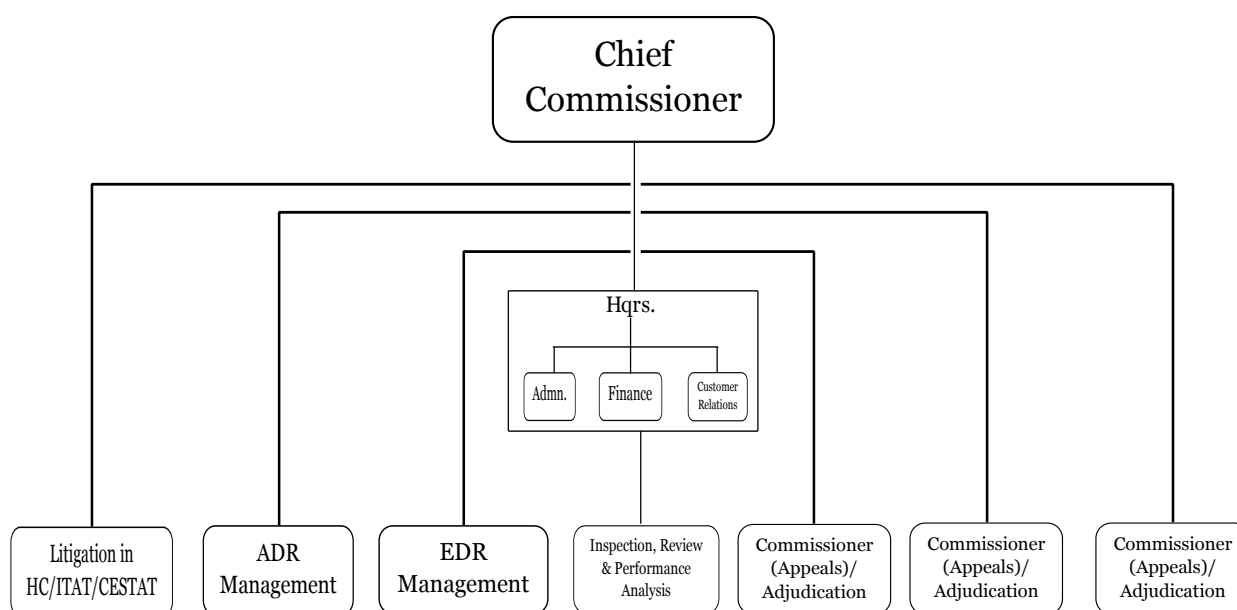 Chief
Commissioner
Hqrs.
Admn.
Finance
Customer
Relations
Litigation in
HC/ITAT/CESTAT
ADR
Management
EDR
Management
Inspection, Review
& Performance
Analysis
Commissioner
(Appeals)/
Adjudication
Commissioner
(Appeals)/
Adjudication
Commissioner
(Appeals)/
Adjudication